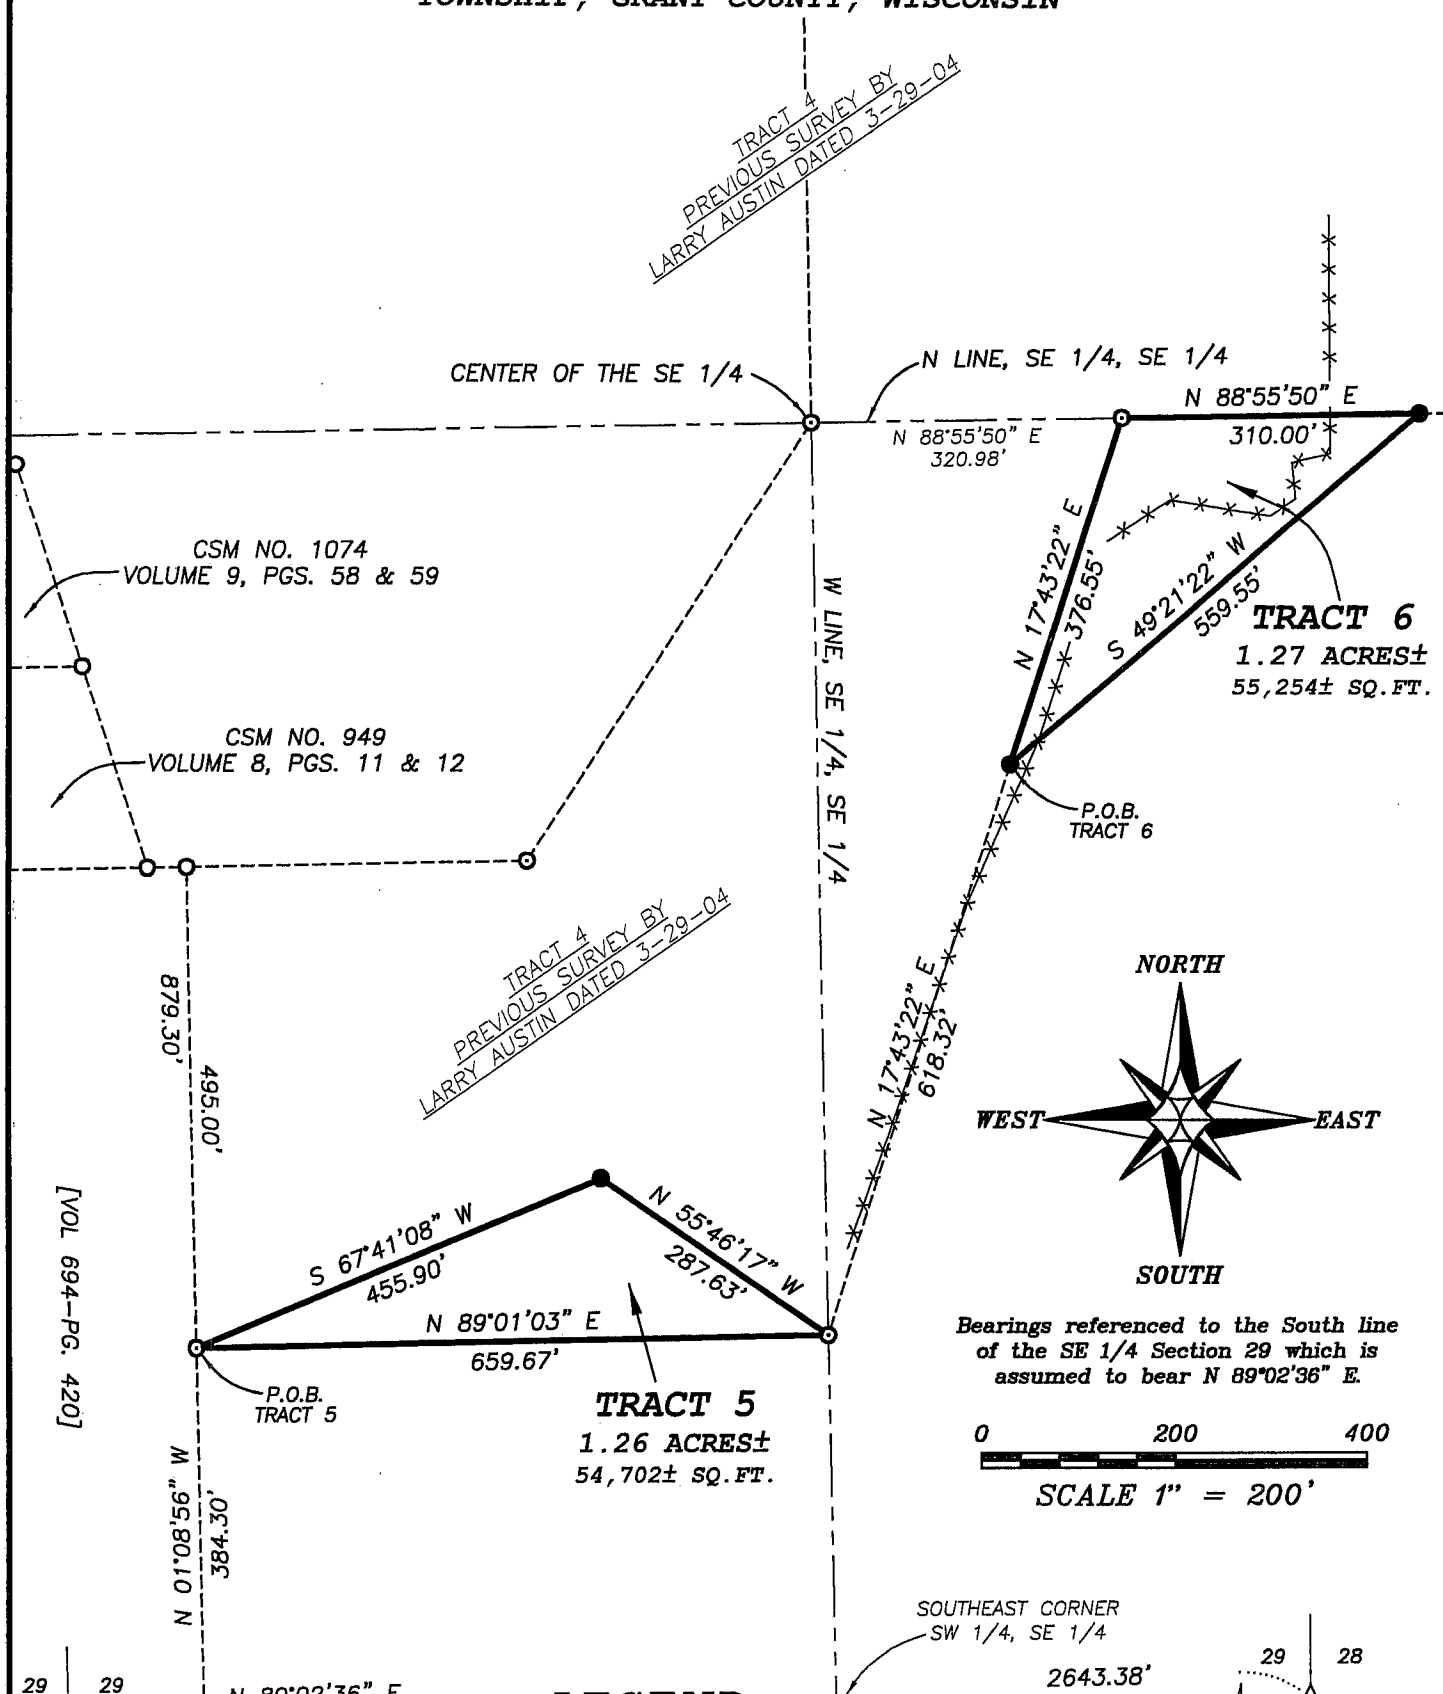 TOWNSHIP, GRANT COUNTY, WISCONSIN
TRACT 4
PREVIOUS SURVEY BY
LARRY AUSTIN DATED 3-29-04
CENTER OF THE SE 1/4
N LINE, SE 1/4, SE 1/4
N 88°55'50" E
310.00'
N 88°55'50" E
320.98'
CSM NO. 1074
VOLUME 9, PGS. 58 & 59
N 17°43'22" E
376.55'
S 49°21'22" W
559.55'
TRACT 6
1.27 ACRES±
55,254± SQ.FT.
W LINE, SE 1/4, SE 1/4
CSM NO. 949
VOLUME 8, PGS. 11 & 12
P.O.B.
TRACT 6
TRACT 4
PREVIOUS SURVEY BY
LARRY AUSTIN DATED 3-29-04
879.30'
495.00'
N 17°43'22" E
618.32'
NORTH
WEST
EAST
SOUTH
[VOL 694-PG. 420]
S 67°41'08" W
455.90'
N 55°46'17" W
287.63'
N 89°01'03" E
659.67'
P.O.B.
TRACT 5
TRACT 5
1.26 ACRES±
54,702± SQ.FT.
Bearings referenced to the South line
of the SE 1/4 Section 29 which is
assumed to bear N 89°02'36" E.
0 200 400
SCALE 1" = 200'
N 01°08'56" W
384.30'
SOUTHEAST CORNER
SW 1/4, SE 1/4
2643.38'
29 28
29 29
N 89°02'36" E
LEGEND